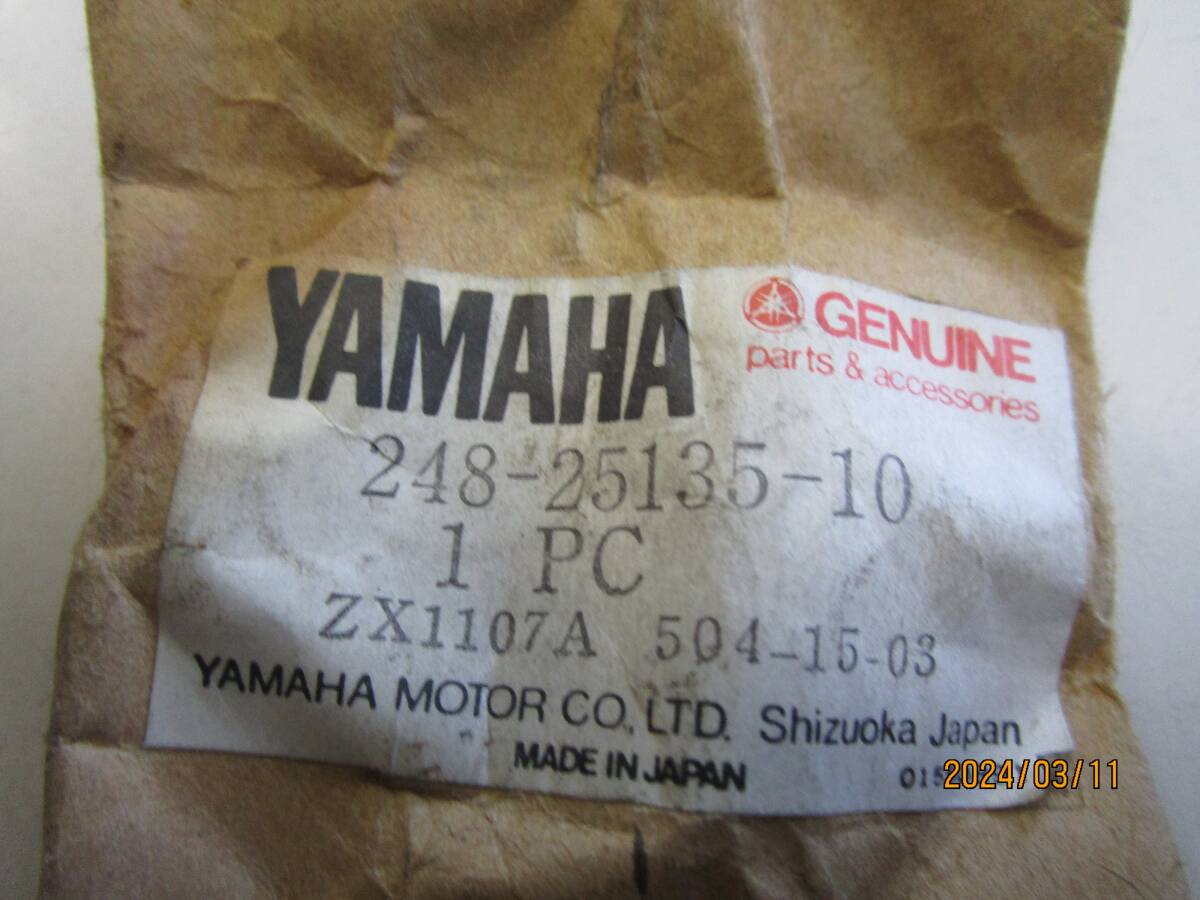 YAMAHA
GENUINE
parts & accessories
248-25135-10
1 PC
ZX1107A 504-15-03
YAMAHA MOTOR CO., LTD. Shizuoka Japan
MADE IN JAPAN
2024/03/11